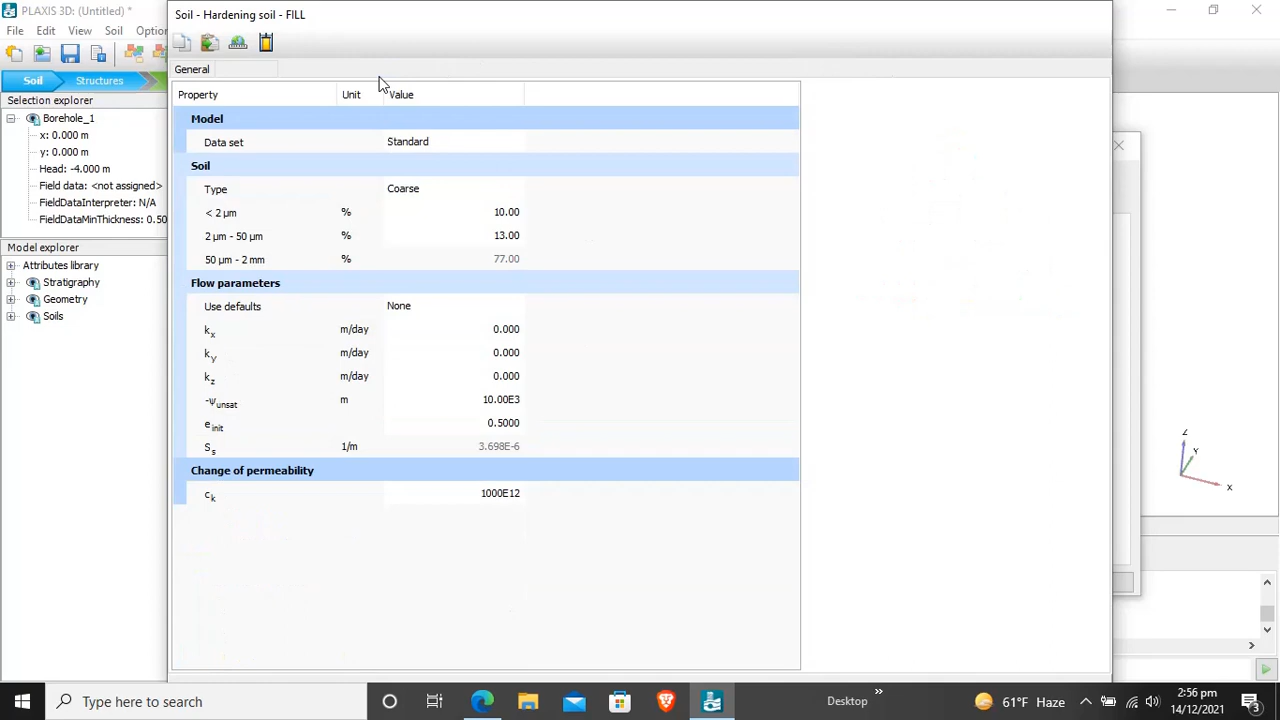 PLAXIS 3D: (Untitled) *
Soil - Hardening soil - FILL
File Edit View Soil Option
Soil Structures
General
Selection explorer
Borehole_1
x: 0.000 m
y: 0.000 m
Head: -4.000 m
Field data: <not assigned>
FieldDataInterpreter: N/A
FieldDataMinThickness: 0.50
Model explorer
Attributes library
Stratigraphy
Geometry
Soils
Property Unit Value
Model
Data set Standard
Soil
Type Coarse
< 2 μm % 10.00
2 μm - 50 μm % 13.00
50 μm - 2 mm % 77.00
Flow parameters
Use defaults None
kx m/day 0.000
ky m/day 0.000
kz m/day 0.000
-ψunsat m 10.00E3
einit 0.5000
Ss 1/m 3.698E-6
Change of permeability
ck 1000E12
Z
Y
X
Type here to search
Desktop
61°F Haze
2:56 pm
14/12/2021
3